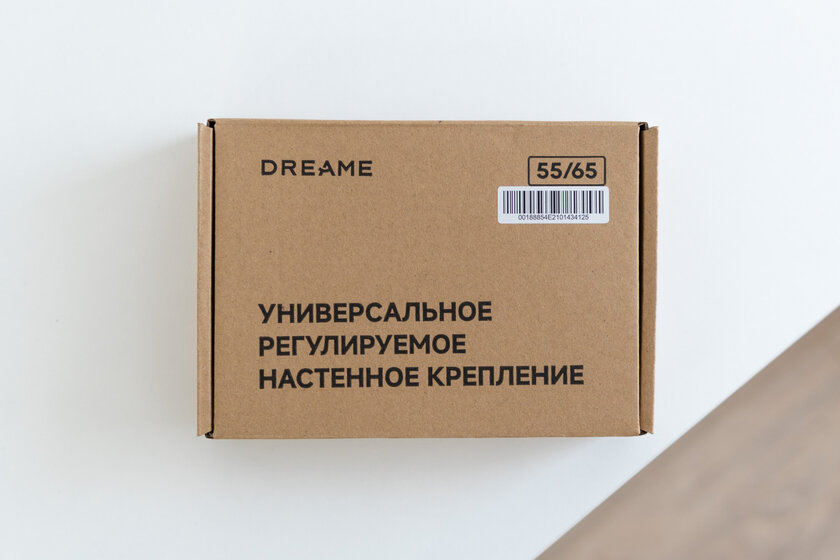 DREAME
55/65
00188854E2101434125
УНИВЕРСАЛЬНОЕ
РЕГУЛИРУЕМОЕ
НАСТЕННОЕ КРЕПЛЕНИЕ